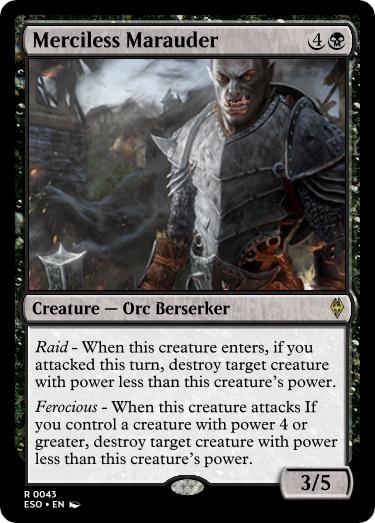 Merciless Marauder 4
Creature — Orc Berserker
Raid - When this creature enters, if you
attacked this turn, destroy target creature
with power less than this creature's power.
Ferocious - When this creature attacks If
you control a creature with power 4 or
greater, destroy target creature with power
less than this creature's power.
3/5
R 0043
ESO • EN